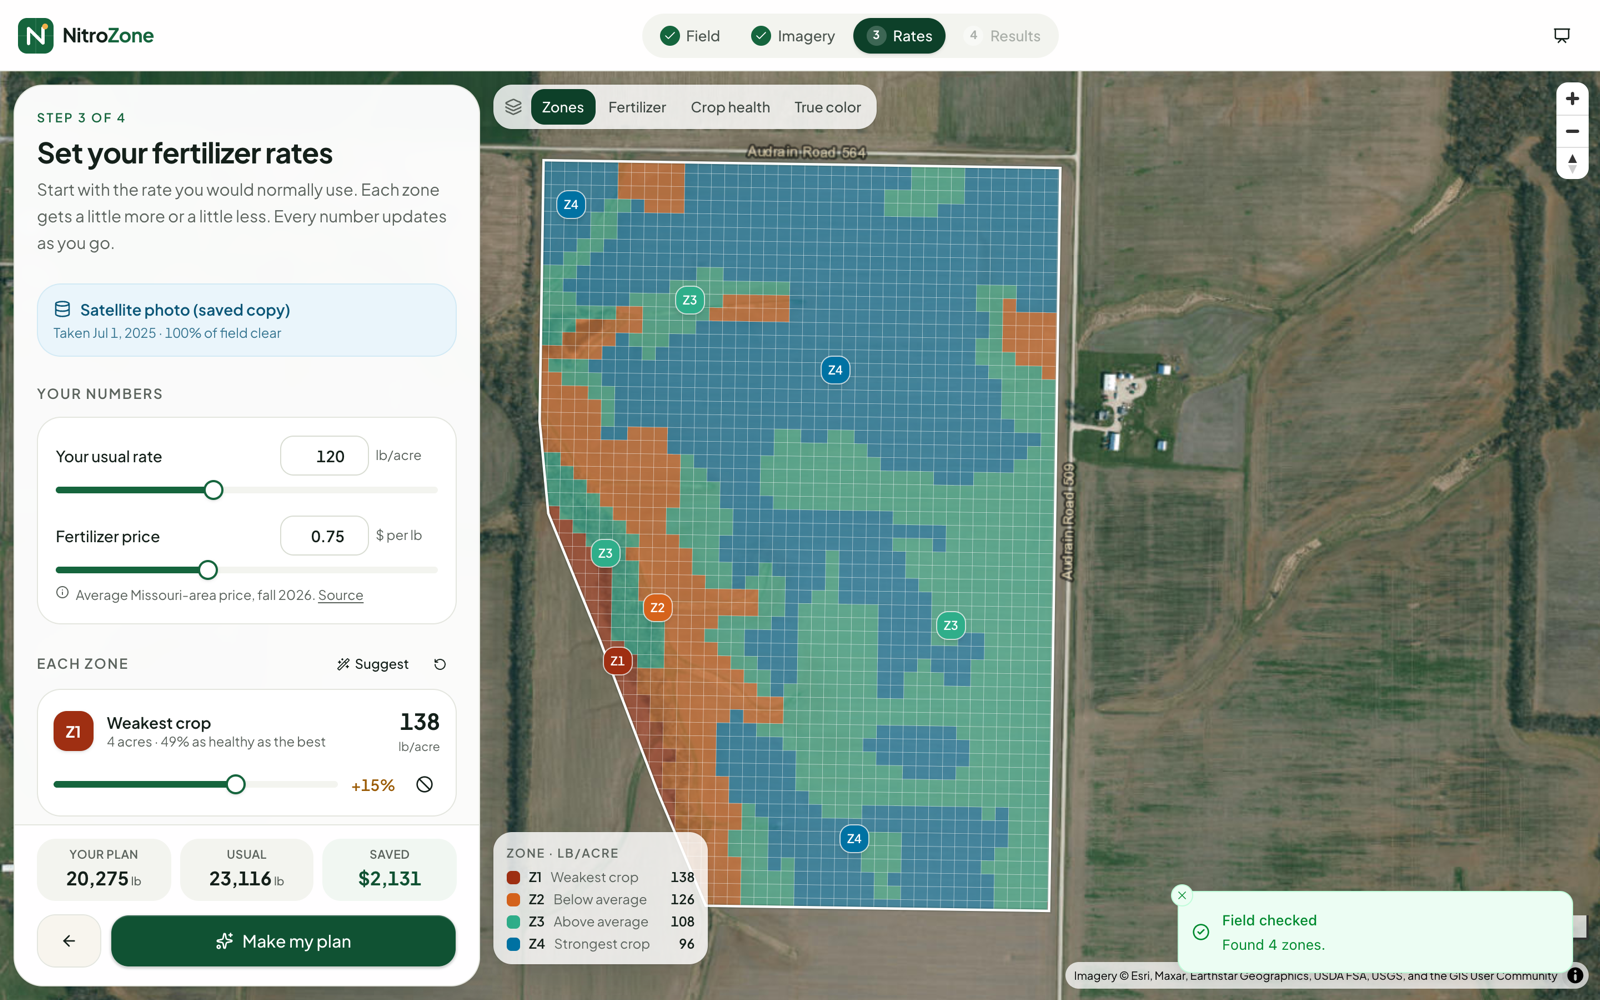 NitroZone
Field
Imagery
3 Rates
4 Results
STEP 3 OF 4
Set your fertilizer rates
Start with the rate you would normally use. Each zone
gets a little more or a little less. Every number updates
as you go.
Satellite photo (saved copy)
Taken Jul 1, 2025 · 100% of field clear
YOUR NUMBERS
Your usual rate 120 lb/acre
Fertilizer price 0.75 $ per lb
Average Missouri-area price, fall 2026. Source
EACH ZONE Suggest
Z1 Weakest crop 138
4 acres · 49% as healthy as the best lb/acre
+15%
YOUR PLAN
20,275 lb
USUAL
23,116 lb
SAVED
$2,131
Make my plan
Zones Fertilizer Crop health True color
Audrain Road 564
Z4
Z3
Z4
Audrain Road 509
Z3
Z2
Z3
Z1
Z4
ZONE · LB/ACRE
Z1 Weakest crop 138
Z2 Below average 126
Z3 Above average 108
Z4 Strongest crop 96
Field checked
Found 4 zones.
Imagery © Esri, Maxar, Earthstar Geographics, USDA FSA, USGS, and the GIS User Community